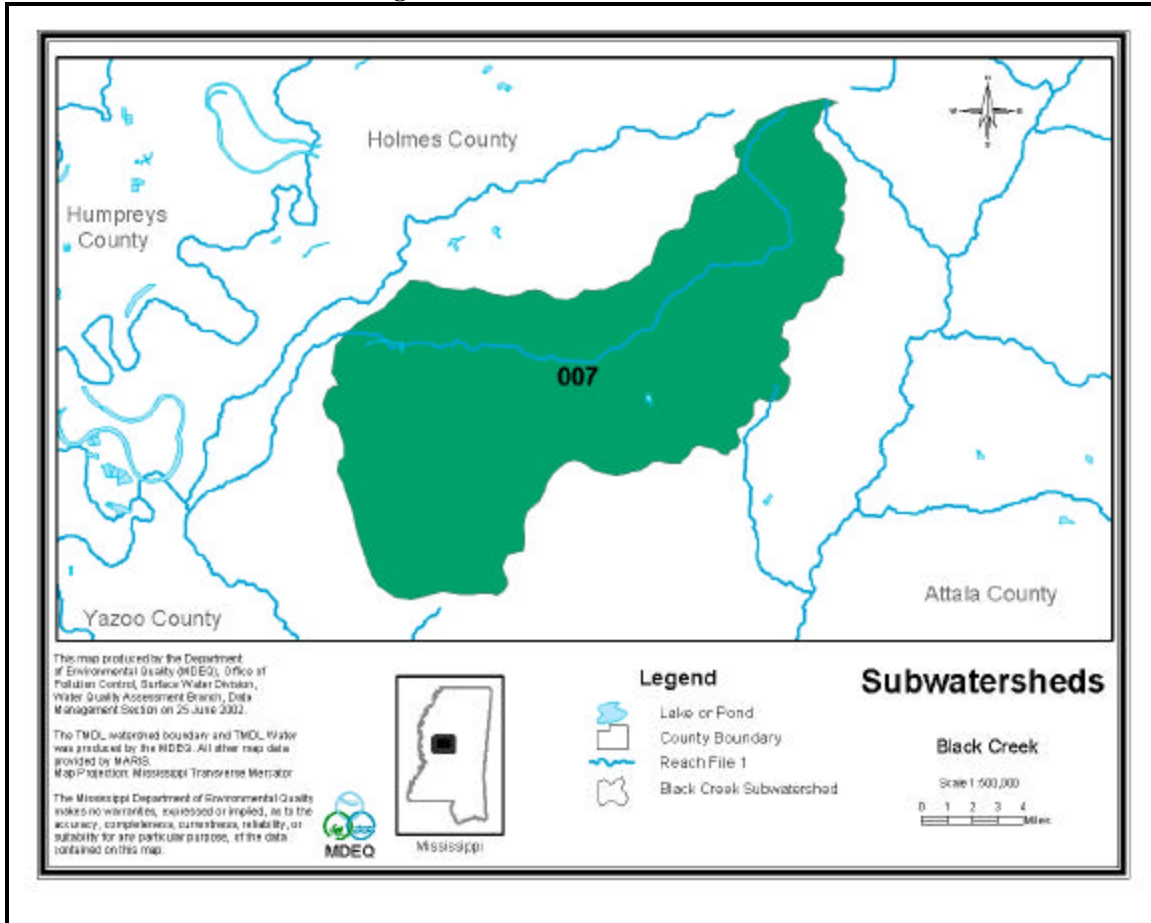 Holmes County
Humpreys
County
007
Yazoo County
Attala County
N
W
E
S
This map produced by the Department
of Environmental Quality (MDEQ), Office of
Pollution Control, Surface Water Division,
Water Quality Assessment Branch, Data
Management Section on 25 June 2002.
The TMDL watershed boundary and TMDL Water
was produced by the MDEQ. All other map data
provided by MARIS.
Map Projection: Mississippi Transverse Mercator
The Mississippi Department of Environmental Quality
makes no warranties, expressed or implied, as to the
accuracy, completeness, currentness, reliability, or
suitability for any particular purpose, of the data
contained on this map.
MDEQ
Mississippi
Legend
Lake or Pond
County Boundary
Reach File 1
Black Creek Subwatershed
Subwatersheds
Black Creek
Scale 1:500,000
0 1 2 3 4
Miles